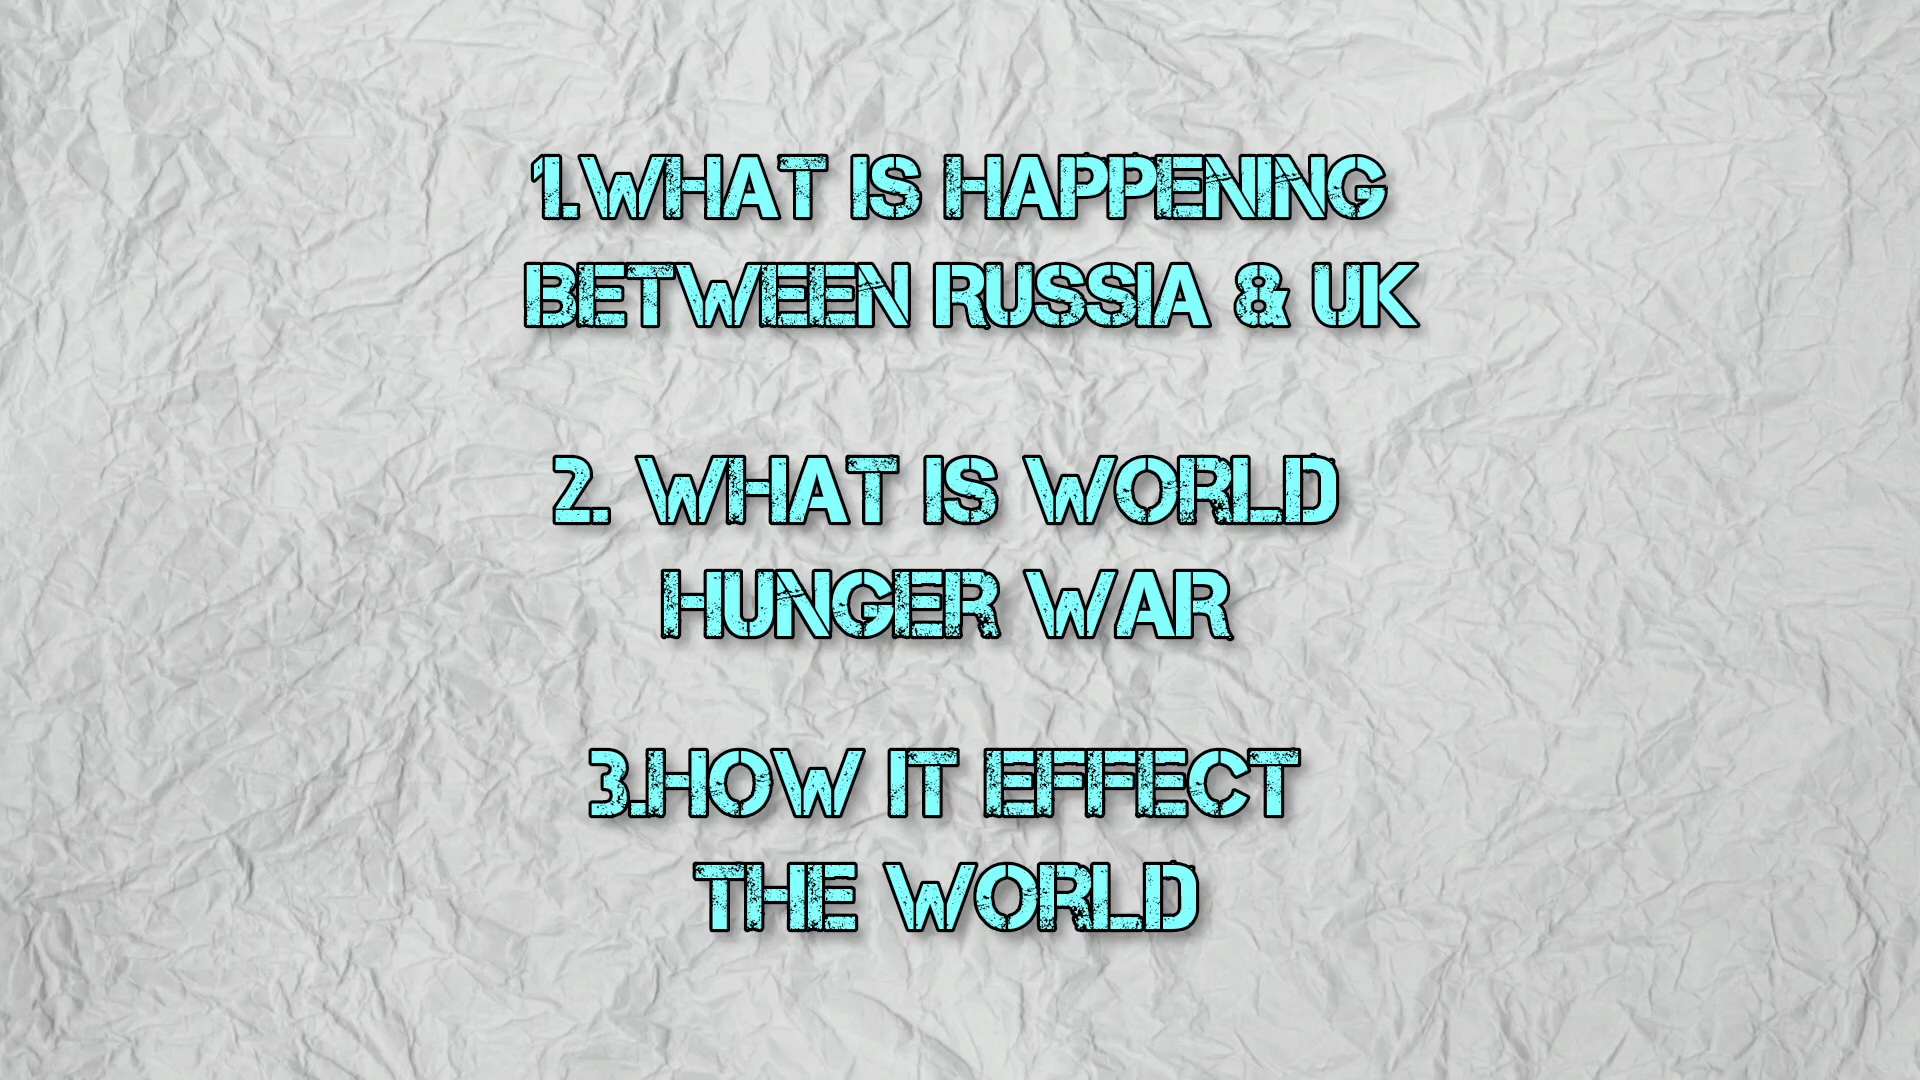 1.WHAT IS HAPPENING
BETWEEN RUSSIA & UK
2. WHAT IS WORLD
HUNGER WAR
3.HOW IT EFFECT
THE WORLD